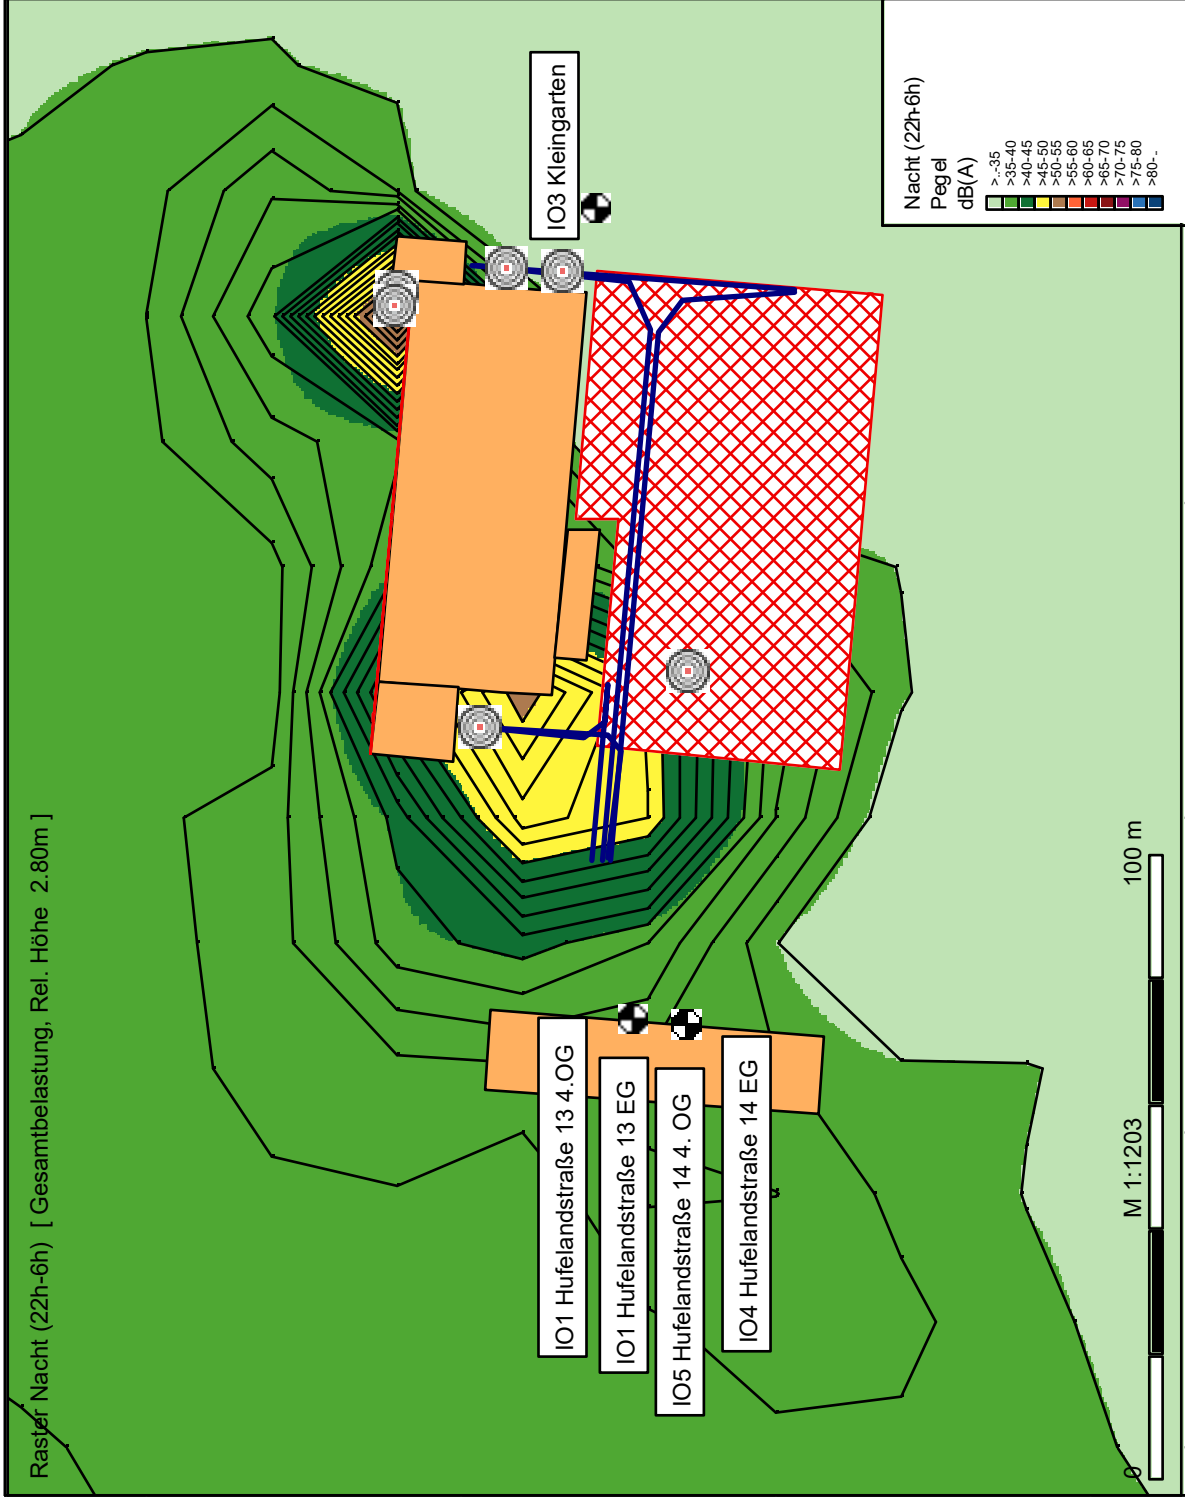 Raster Nacht (22h-6h) [ Gesamtbelastung, Rel. Höhe 2.80m ]
IO3 Kleingarten
IO1 Hufelandstraße 13 4.OG
IO1 Hufelandstraße 13 EG
IO5 Hufelandstraße 14 4. OG
IO4 Hufelandstraße 14 EG
Nacht (22h-6h)
Pegel
dB(A)
>..-35
>35-40
>40-45
>45-50
>50-55
>55-60
>60-65
>65-70
>70-75
>75-80
>80-..
0
M 1:1203
100 m